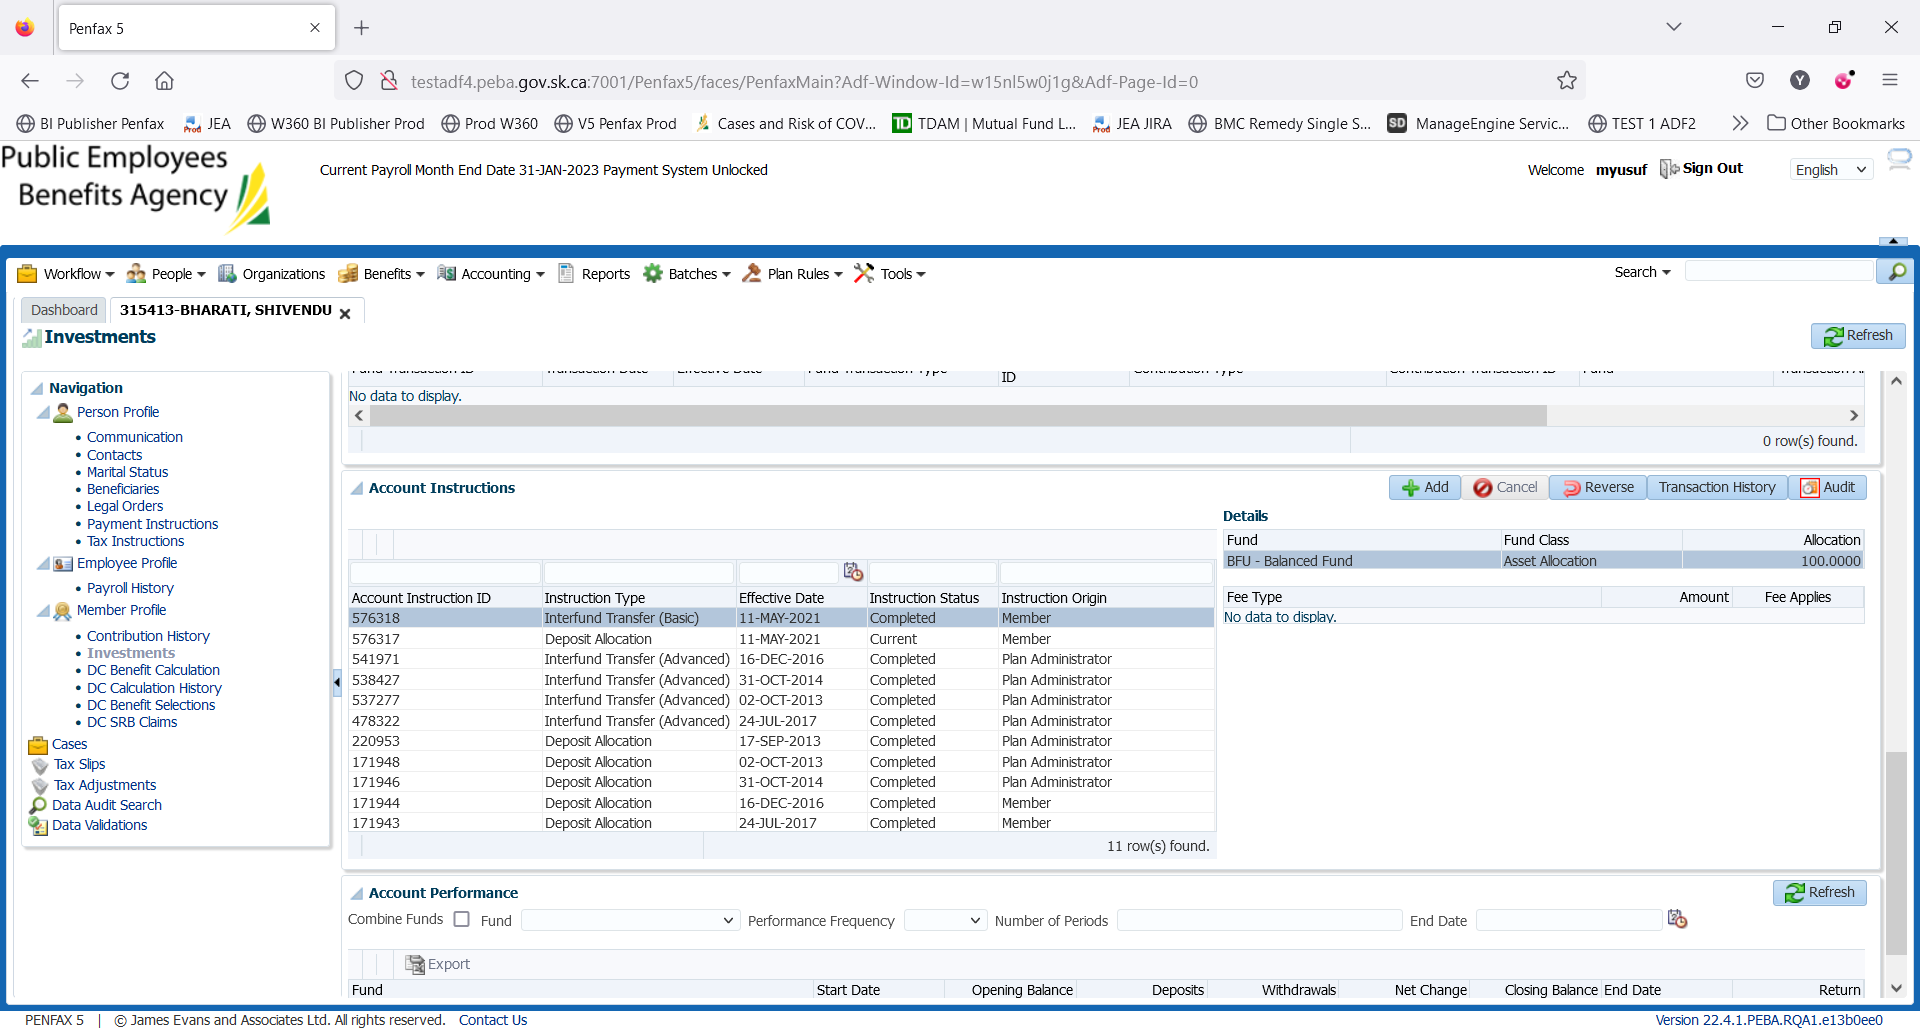 Penfax 5
testadf4.peba.gov.sk.ca:7001/Penfax5/faces/PenfaxMain?Adf-Window-Id=w15nl5w0j1g&Adf-Page-Id=0
BI Publisher Penfax JEA W360 BI Publisher Prod Prod W360 V5 Penfax Prod Cases and Risk of COV... TDAM | Mutual Fund L... JEA JIRA BMC Remedy Single S... ManageEngine Servic... TEST 1 ADF2 Other Bookmarks
Public Employees
Benefits Agency
Current Payroll Month End Date 31-JAN-2023 Payment System Unlocked
Welcome myusuf Sign Out English
Workflow People Organizations Benefits Accounting Reports Batches Plan Rules Tools Search
Dashboard 315413-BHARATI, SHIVENDU
Investments Refresh
Navigation
Person Profile
Communication
Contacts
Marital Status
Beneficiaries
Legal Orders
Payment Instructions
Tax Instructions
Employee Profile
Payroll History
Member Profile
Contribution History
Investments
DC Benefit Calculation
DC Calculation History
DC Benefit Selections
DC SRB Claims
Cases
Tax Slips
Tax Adjustments
Data Audit Search
Data Validations
Fund Transaction ID Transaction Date Effective Date Fund Transaction Type ID Contribution Type Contribution Transaction ID Fund
No data to display.
0 row(s) found.
Account Instructions Add Cancel Reverse Transaction History Audit
Account Instruction ID Instruction Type Effective Date Instruction Status Instruction Origin
576318 Interfund Transfer (Basic) 11-MAY-2021 Completed Member
576317 Deposit Allocation 11-MAY-2021 Current Member
541971 Interfund Transfer (Advanced) 16-DEC-2016 Completed Plan Administrator
538427 Interfund Transfer (Advanced) 31-OCT-2014 Completed Plan Administrator
537277 Interfund Transfer (Advanced) 02-OCT-2013 Completed Plan Administrator
478322 Interfund Transfer (Advanced) 24-JUL-2017 Completed Plan Administrator
220953 Deposit Allocation 17-SEP-2013 Completed Plan Administrator
171948 Deposit Allocation 02-OCT-2013 Completed Plan Administrator
171946 Deposit Allocation 31-OCT-2014 Completed Plan Administrator
171944 Deposit Allocation 16-DEC-2016 Completed Member
171943 Deposit Allocation 24-JUL-2017 Completed Member
11 row(s) found.
Details
Fund Fund Class Allocation
BFU - Balanced Fund Asset Allocation 100.0000
Fee Type Amount Fee Applies
No data to display.
Account Performance Refresh
Combine Funds Fund Performance Frequency Number of Periods End Date
Export
Fund Start Date Opening Balance Deposits Withdrawals Net Change Closing Balance End Date Return
PENFAX 5 | © James Evans and Associates Ltd. All rights reserved. Contact Us Version 22.4.1.PEBA.RQA1.e13b0ee0